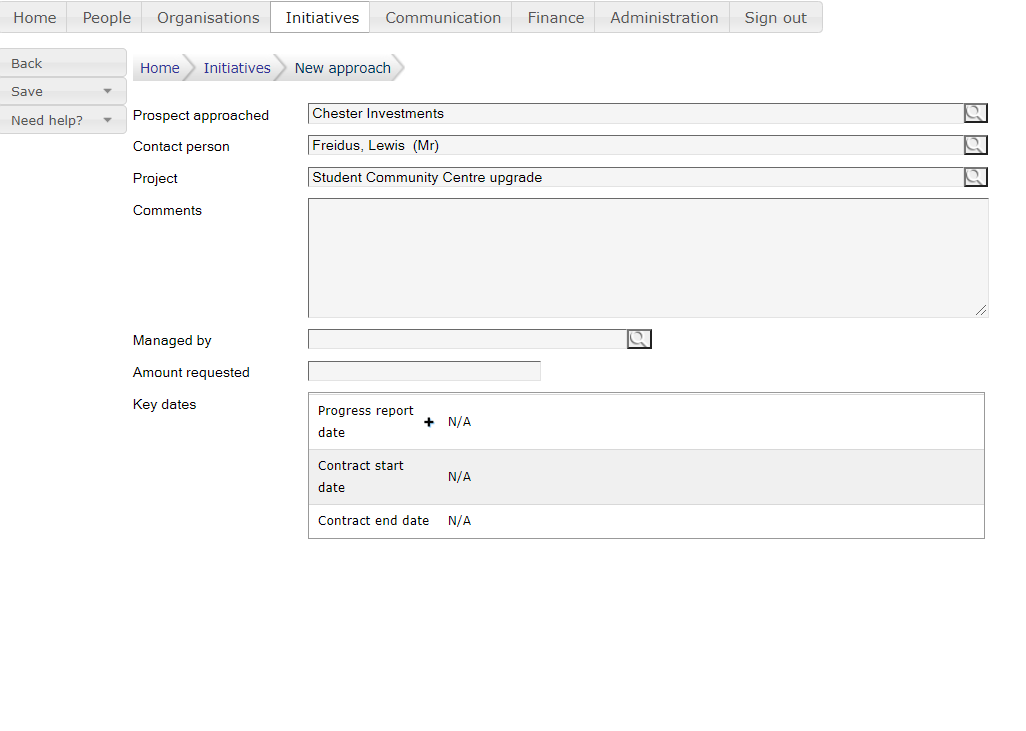 Home People Organisations Initiatives Communication Finance Administration Sign out
Back
Save
Need help?
Home Initiatives New approach
Prospect approached Chester Investments
Contact person Freidus, Lewis  (Mr)
Project Student Community Centre upgrade
Comments
Managed by
Amount requested
Key dates
Progress report
date
+ N/A
Contract start
date
N/A
Contract end date N/A